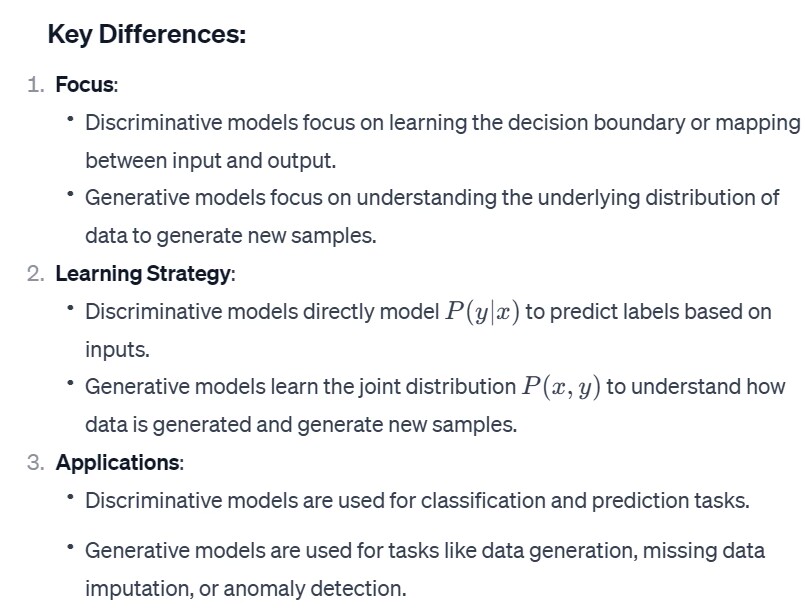 Key Differences:
1. Focus:
• Discriminative models focus on learning the decision boundary or mapping
between input and output.
• Generative models focus on understanding the underlying distribution of
data to generate new samples.
2. Learning Strategy:
• Discriminative models directly model P(y|x) to predict labels based on
inputs.
• Generative models learn the joint distribution P(x, y) to understand how
data is generated and generate new samples.
3. Applications:
• Discriminative models are used for classification and prediction tasks.
• Generative models are used for tasks like data generation, missing data
imputation, or anomaly detection.